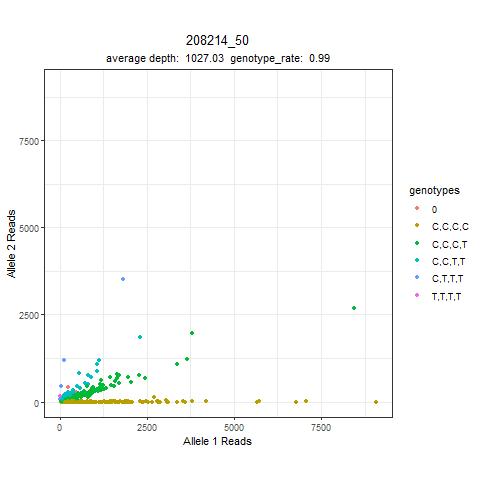 208214_50
average depth: 1027.03 genotype_rate: 0.99
Allele 2 Reads
7500
5000
2500
0
0 2500 5000 7500
Allele 1 Reads
genotypes
0
C,C,C,C
C,C,C,T
C,C,T,T
C,T,T,T
T,T,T,T